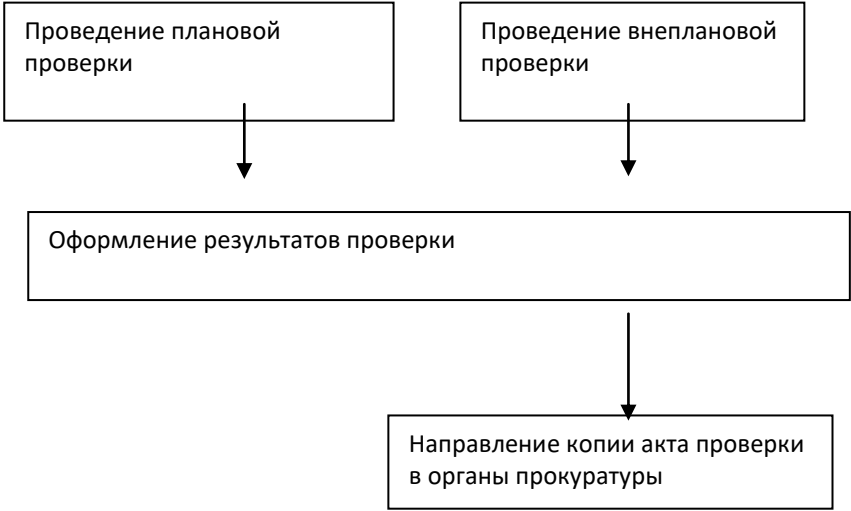 Проведение плановой
проверки
Проведение внеплановой
проверки
Оформление результатов проверки
Направление копии акта проверки
в органы прокуратуры